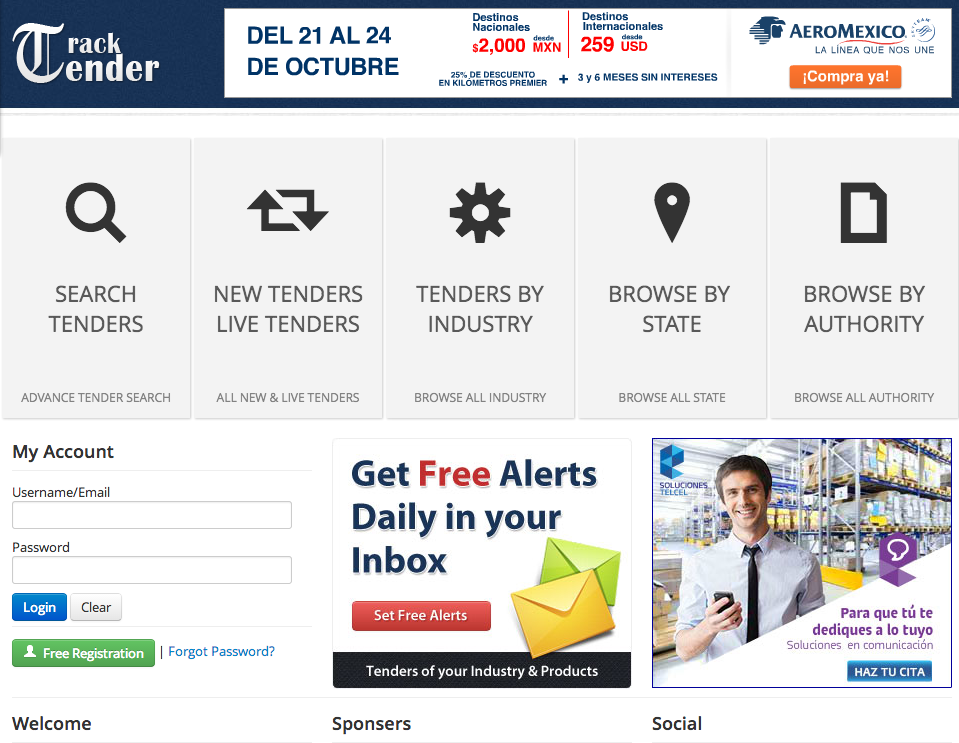 Track
Tender
DEL 21 AL 24
DE OCTUBRE
Destinos
Nacionales
desde
$2,000 MXN
Destinos
Internacionales
desde
259 USD
25% DE DESCUENTO
EN KILÓMETROS PREMIER
+ 3 y 6 MESES SIN INTERESES
AEROMEXICO.
SKYTEAM
LA LÍNEA QUE NOS UNE
¡Compra ya!
SEARCH
TENDERS
ADVANCE TENDER SEARCH
NEW TENDERS
LIVE TENDERS
ALL NEW & LIVE TENDERS
TENDERS BY
INDUSTRY
BROWSE ALL INDUSTRY
BROWSE BY
STATE
BROWSE ALL STATE
BROWSE BY
AUTHORITY
BROWSE ALL AUTHORITY
My Account
Username/Email
Password
Login Clear
Free Registration | Forgot Password?
Get Free Alerts
Daily in your
Inbox
Set Free Alerts
Tenders of your Industry & Products
SOLUCIONES
TELCEL
Para que tú te
dediques a lo tuyo
Soluciones en comunicación
HAZ TU CITA
Welcome
Sponsers
Social